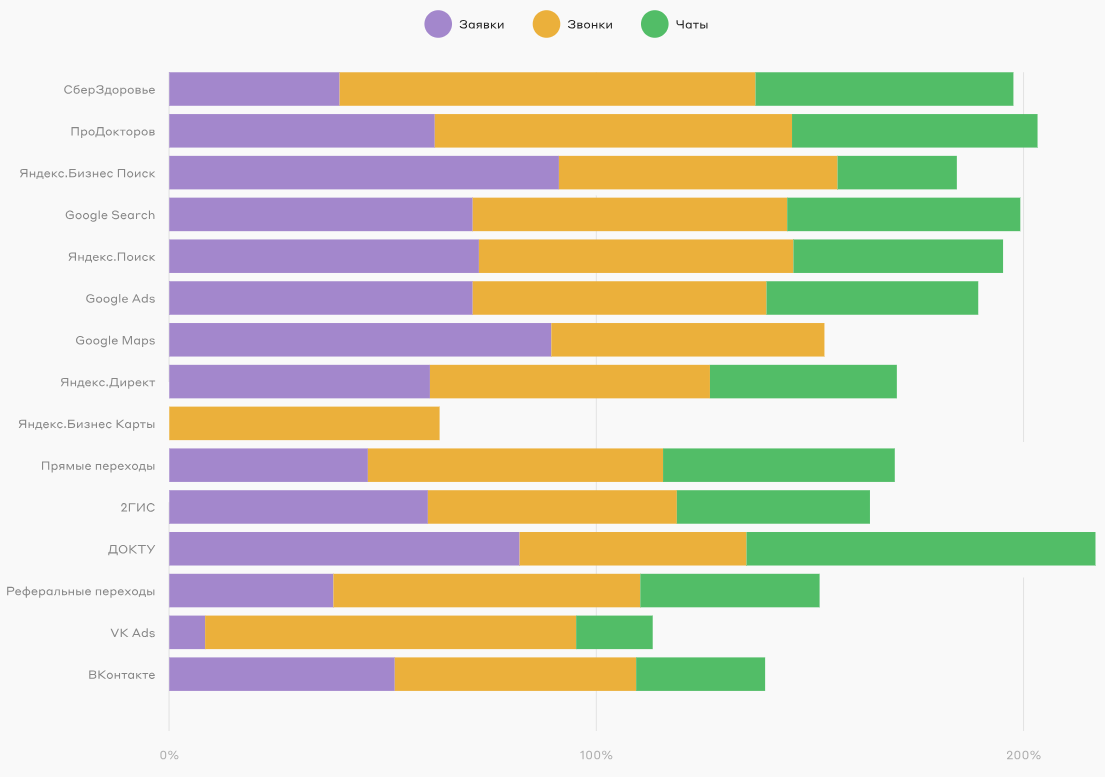 Заявки Звонки Чаты
СберЗдоровье
ПроДокторов
Яндекс.Бизнес Поиск
Google Search
Яндекс.Поиск
Google Ads
Google Maps
Яндекс.Директ
Яндекс.Бизнес Карты
Прямые переходы
2ГИС
ДОКТУ
Реферальные переходы
VK Ads
ВКонтакте
0% 100% 200%